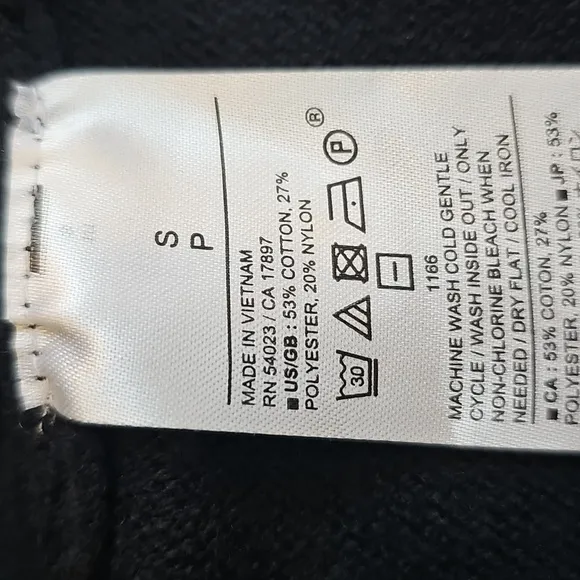 S
P
MADE IN VIETNAM
RN 54023 / CA 17897
■ US/GB : 53% COTTON, 27%
POLYESTER, 20% NYLON
®
30
P
1166
MACHINE WASH COLD GENTLE
CYCLE / WASH INSIDE OUT / ONLY
NON-CHLORINE BLEACH WHEN
NEEDED / DRY FLAT / COOL IRON
■ CA : 53% COTON, 27%
POLYESTER, 20% NYLON ■ JP : 53%